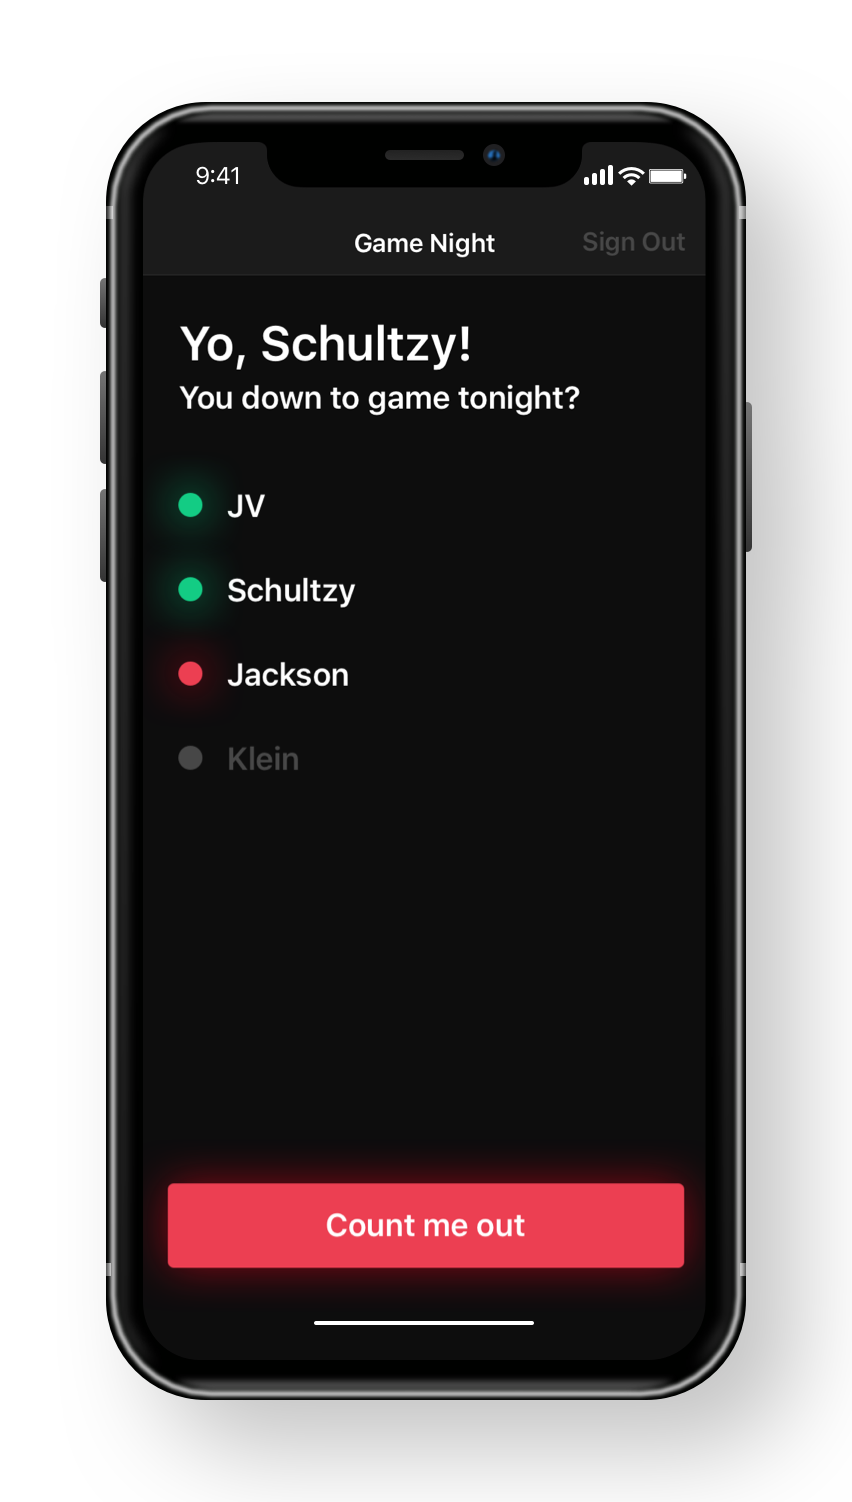 9:41
Game Night
Sign Out
Yo, Schultzy!
You down to game tonight?
JV
Schultzy
Jackson
Klein
Count me out